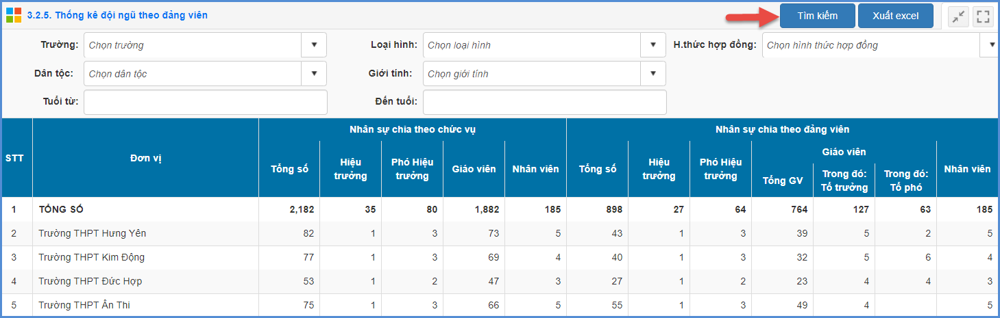 3.2.5. Thống kê đội ngũ theo đảng viên Tìm kiếm Xuất excel
Trường: Chọn trường Loại hình: Chọn loại hình H.thức hợp đồng: Chọn hình thức hợp đồng
Dân tộc: Chọn dân tộc Giới tính: Chọn giới tính
Tuổi từ: Đến tuổi:
STT Đơn vị Nhân sự chia theo chức vụ Nhân sự chia theo đảng viên
Tổng số Hiệu trưởng Phó Hiệu trưởng Giáo viên Nhân viên Tổng số Hiệu trưởng Phó Hiệu trưởng Giáo viên Nhân viên
Tổng GV Trong đó: Tổ trưởng Trong đó: Tổ phó
1 TỔNG SỐ 2,182 35 80 1,882 185 898 27 64 764 127 63 185
2 Trường THPT Hưng Yên 82 1 3 73 5 43 1 3 39 5 2 5
3 Trường THPT Kim Động 77 1 3 69 4 40 1 3 32 5 6 4
4 Trường THPT Đức Hợp 53 1 2 47 3 27 1 2 23 4 4 3
5 Trường THPT Ân Thi 75 1 3 66 5 55 1 3 49 4 5